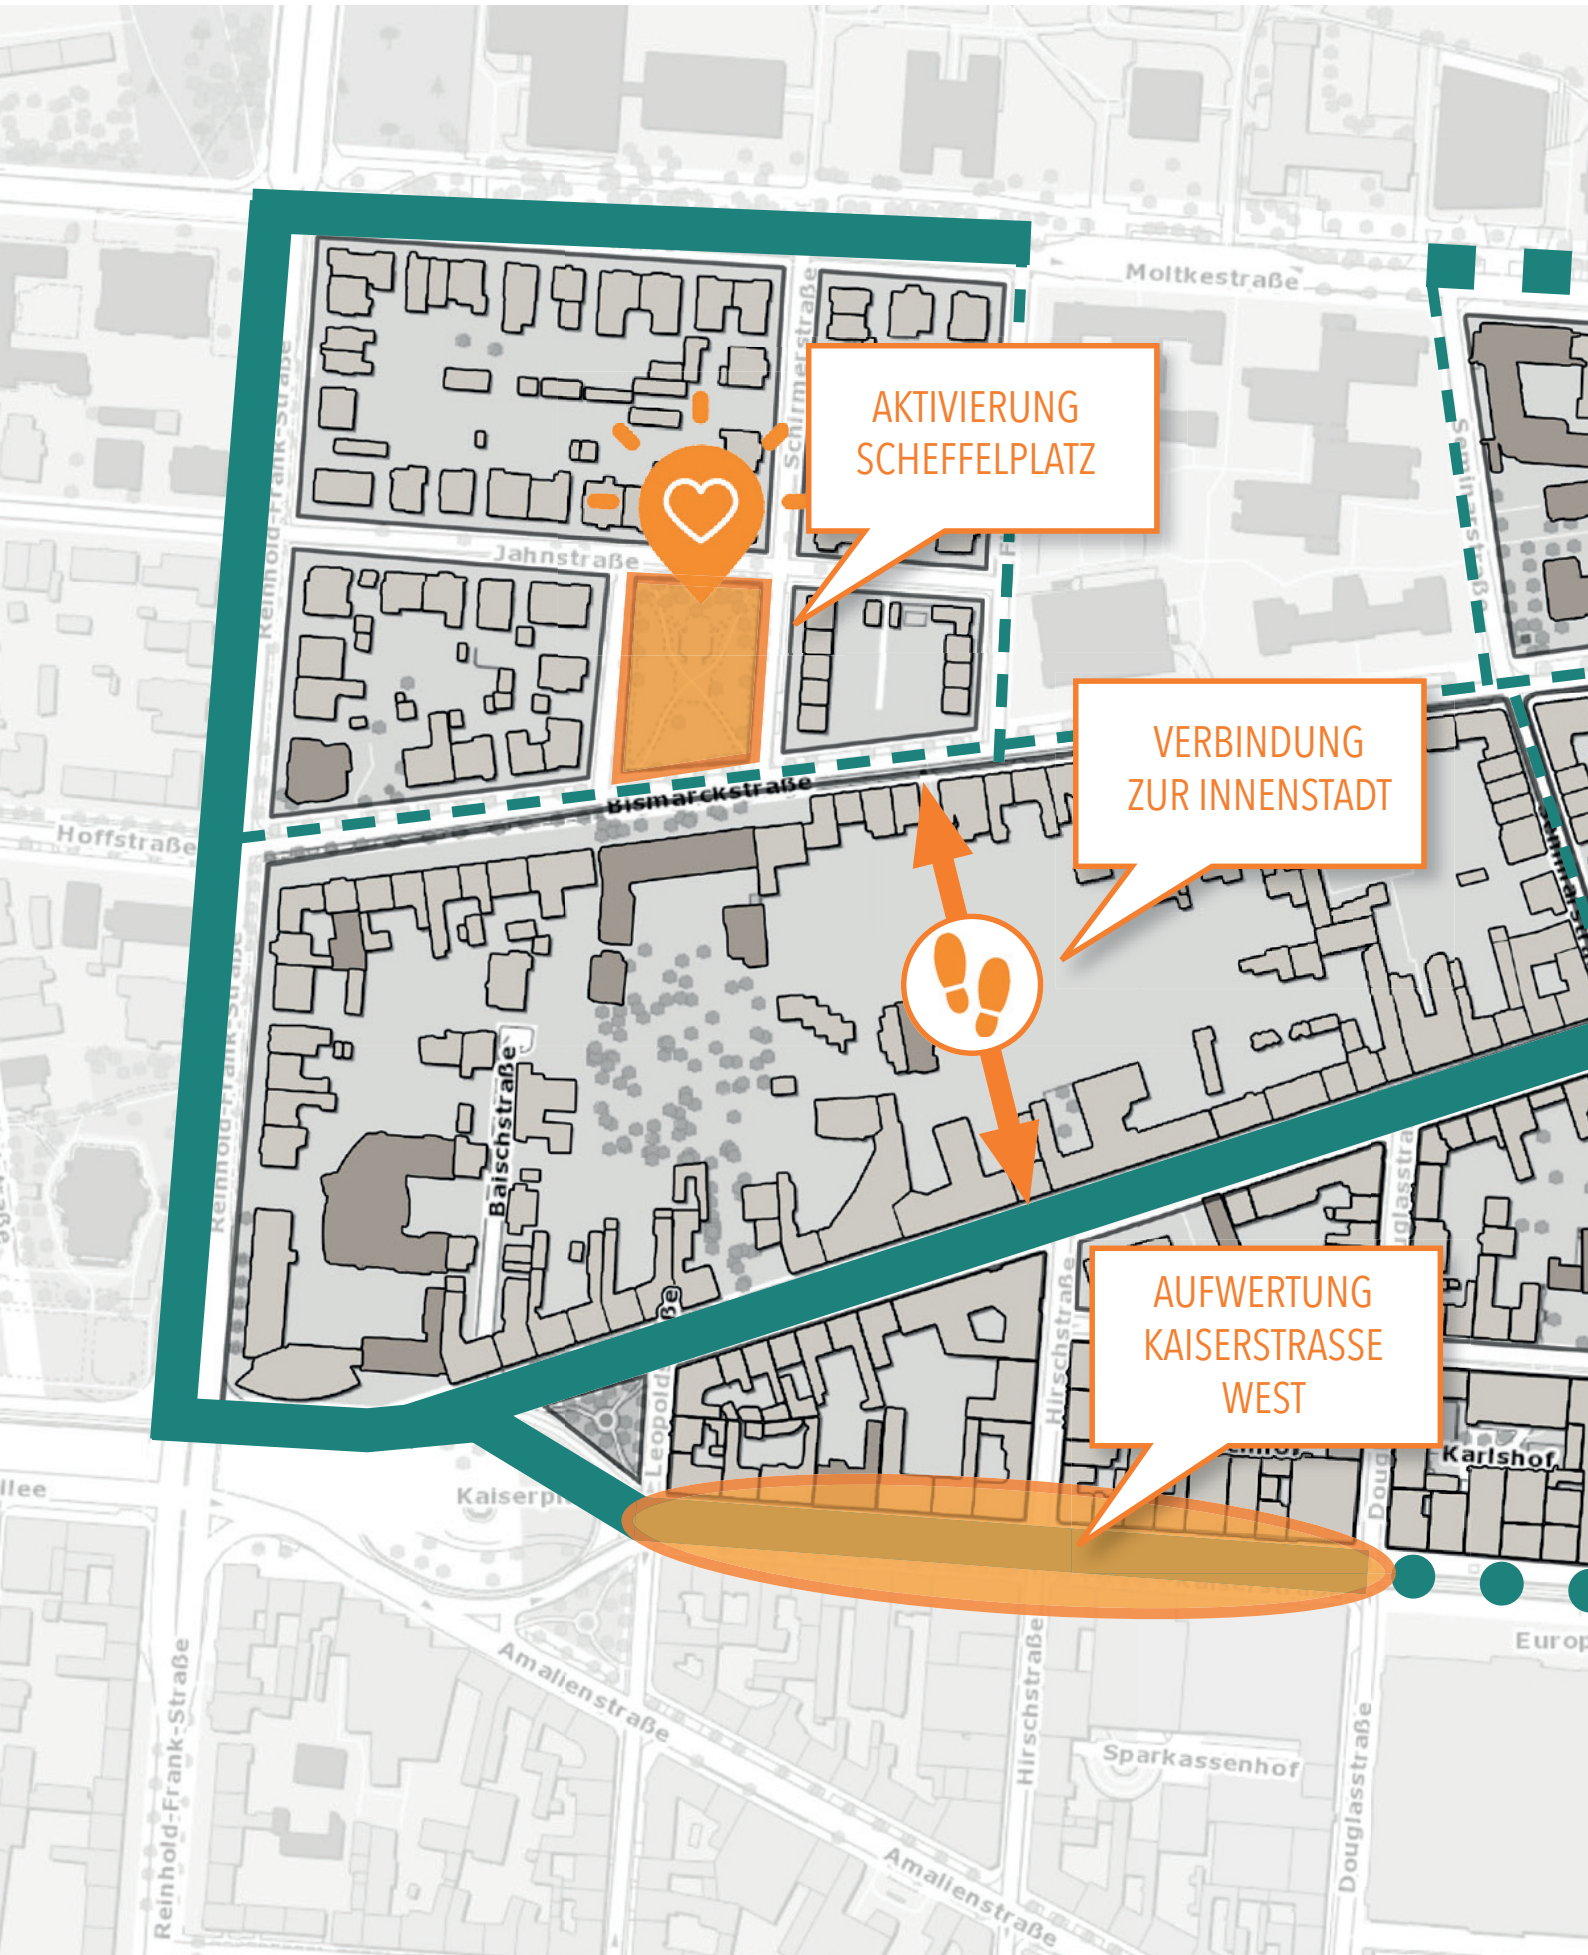 Moltkestraße
Schirmerstraße
Reinhold-Frank-Straße
AKTIVIERUNG
SCHEFFELPLATZ
Seminarstraße
Jahnstraße
VERBINDUNG
ZUR INNENSTADT
Bismarckstraße
Hoffstraße
Reinhold-Frank-Straße
Baischstraße
Hirschstraße
AUFWERTUNG
KAISERSTRASSE
WEST
Karlshof
Europ
Amalienstraße
Hirschstraße
Sparkassenhof
Douglasstraße
Reinhold-Frank-Straße
Amalienstraße